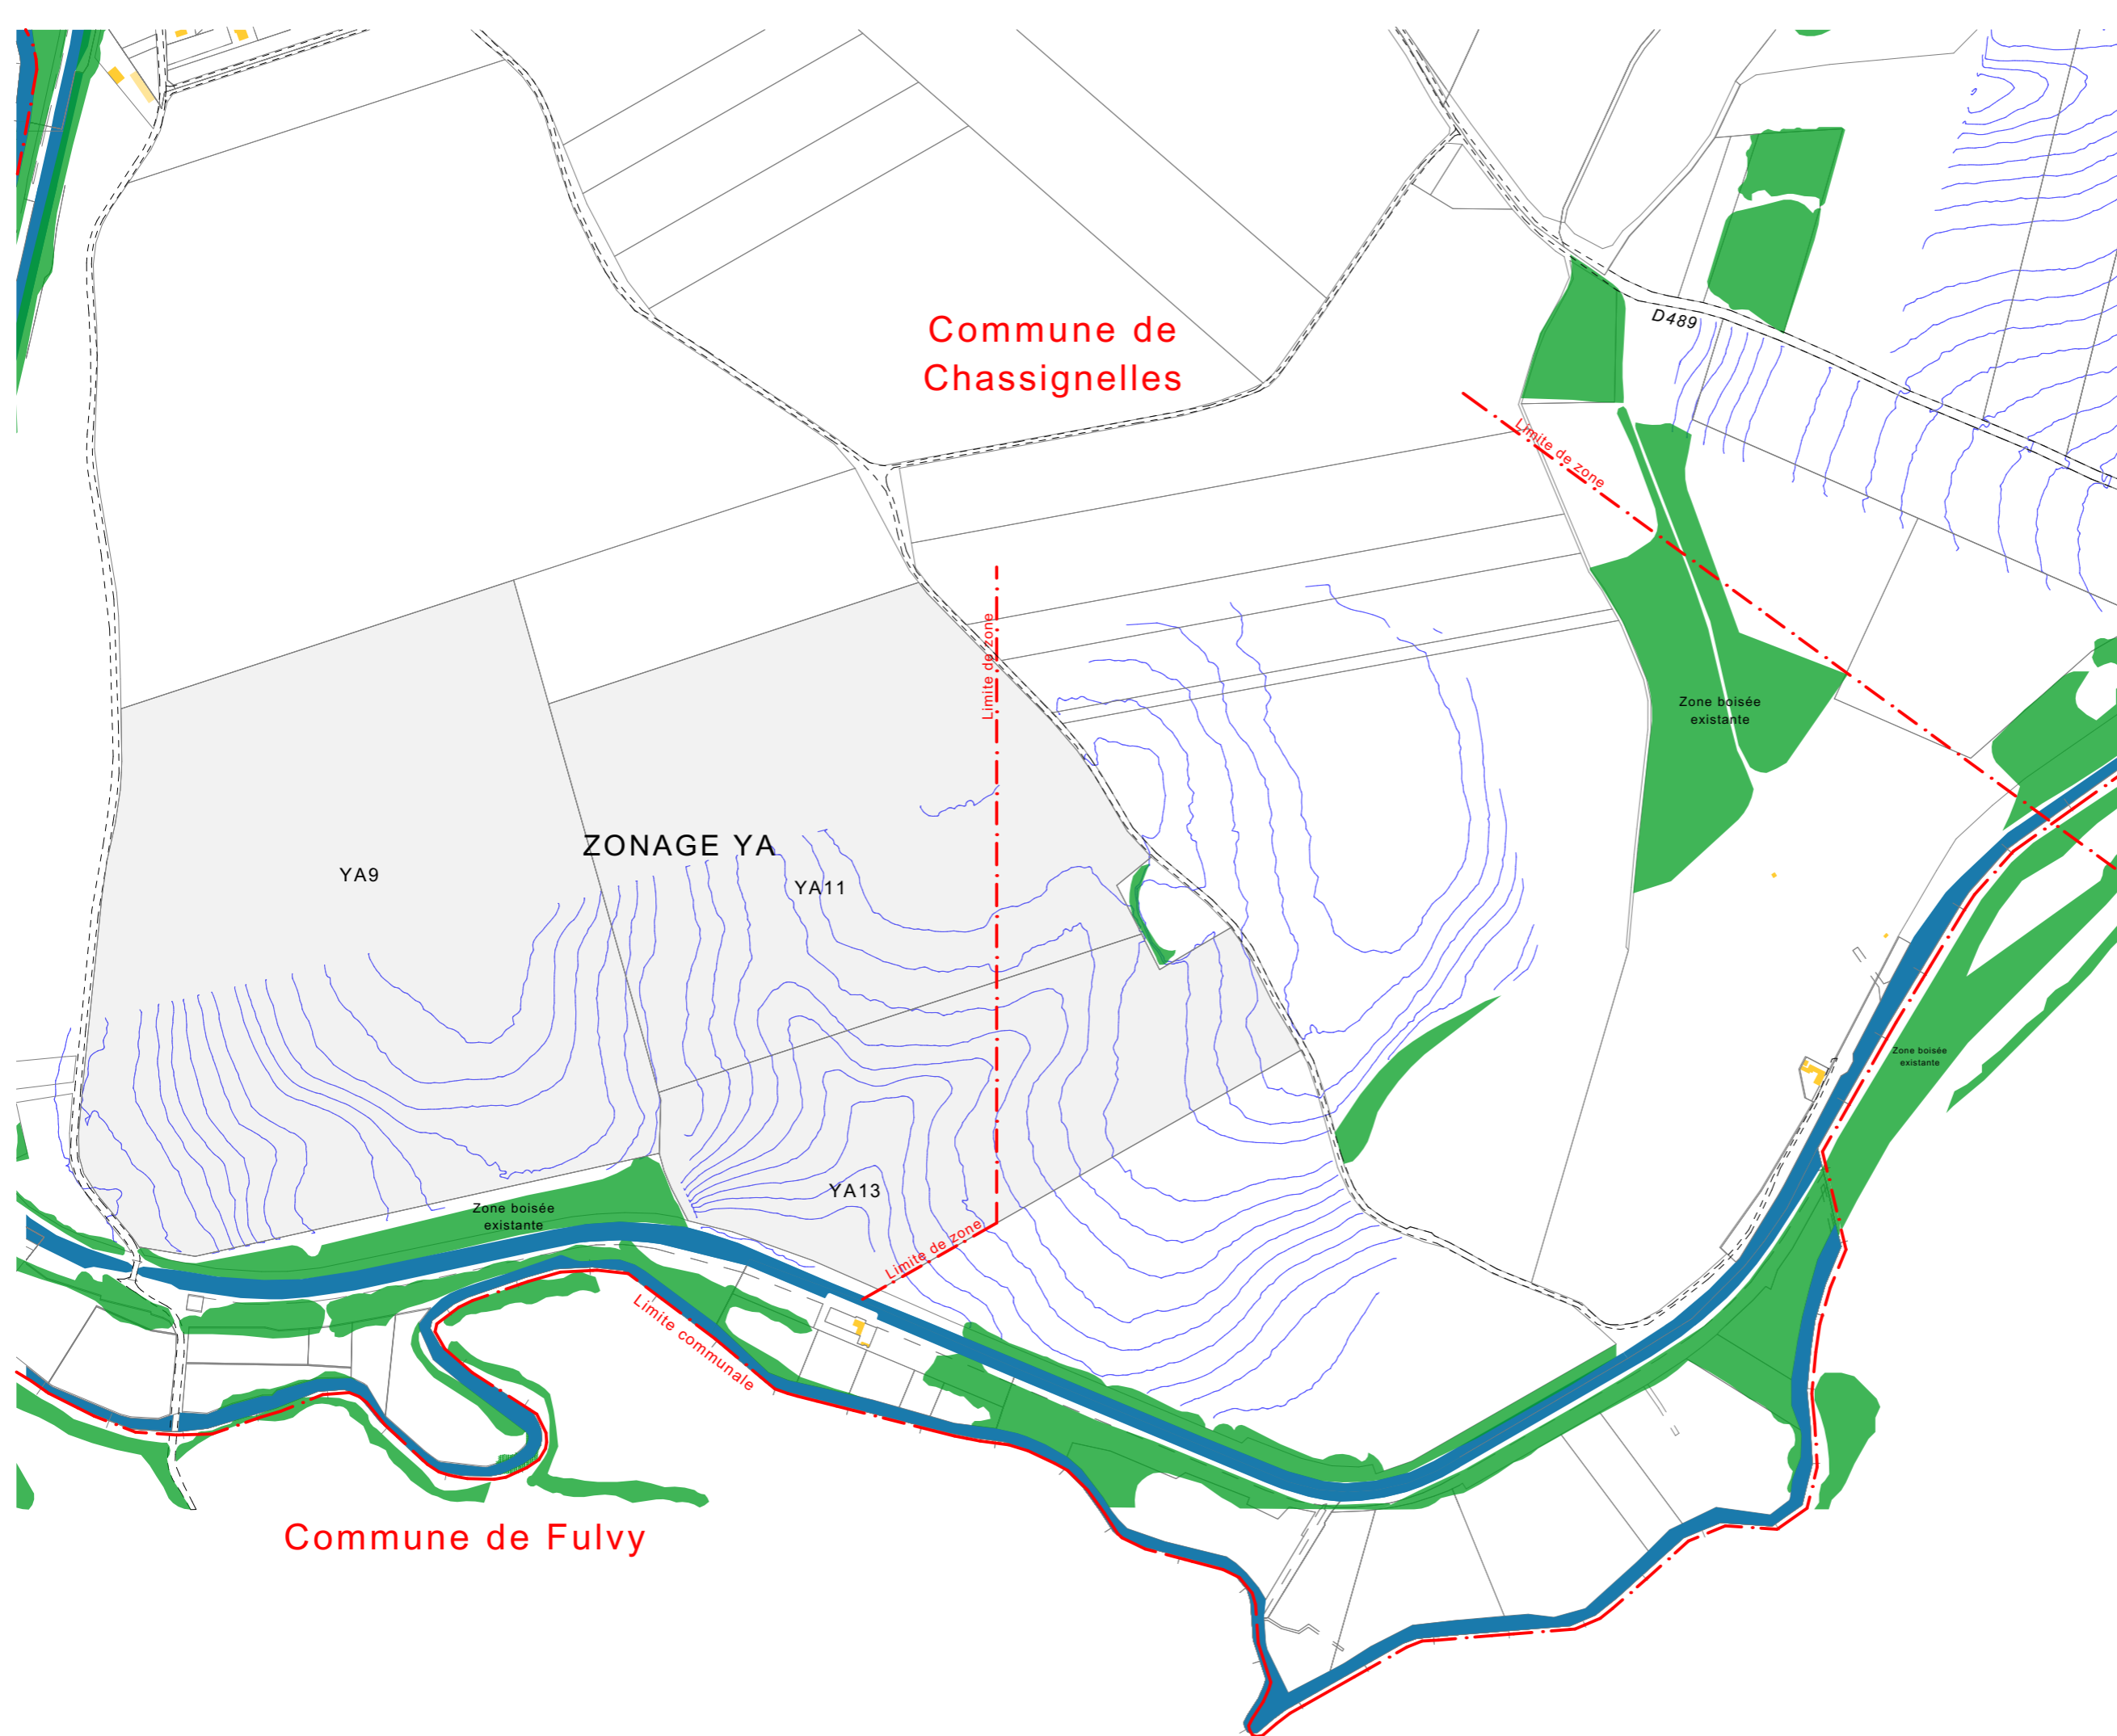 Commune de
Chassignelles
D489
Limite de zone
Limite de zone
Zone boisée
existante
ZONAGE YA
YA9
YA11
Zone boisée
existante
YA13
Zone boisée
existante
Limite de zone
Limite communale
Commune de Fulvy